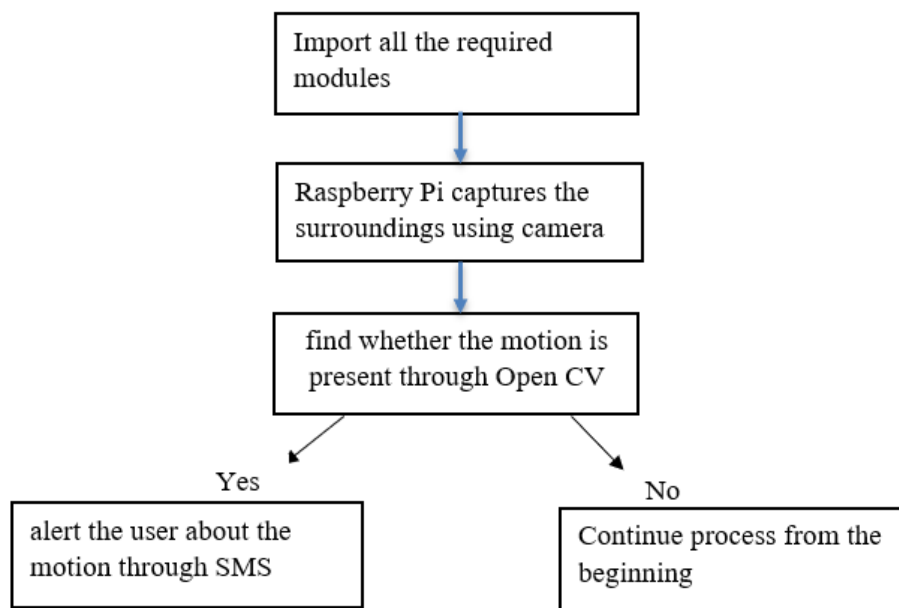 Import all the required
modules
Raspberry Pi captures the
surroundings using camera
find whether the motion is
present through Open CV
Yes
No
alert the user about the
motion through SMS
Continue process from the
beginning